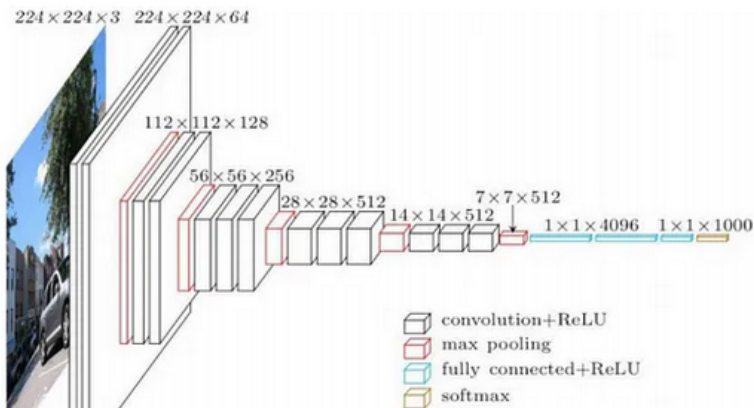 224×224×3 224×224×64
112×112×128
56×56×256
28×28×512
14×14×512
7×7×512
1×1×4096 1×1×1000
convolution+ReLU
max pooling
fully connected+ReLU
softmax